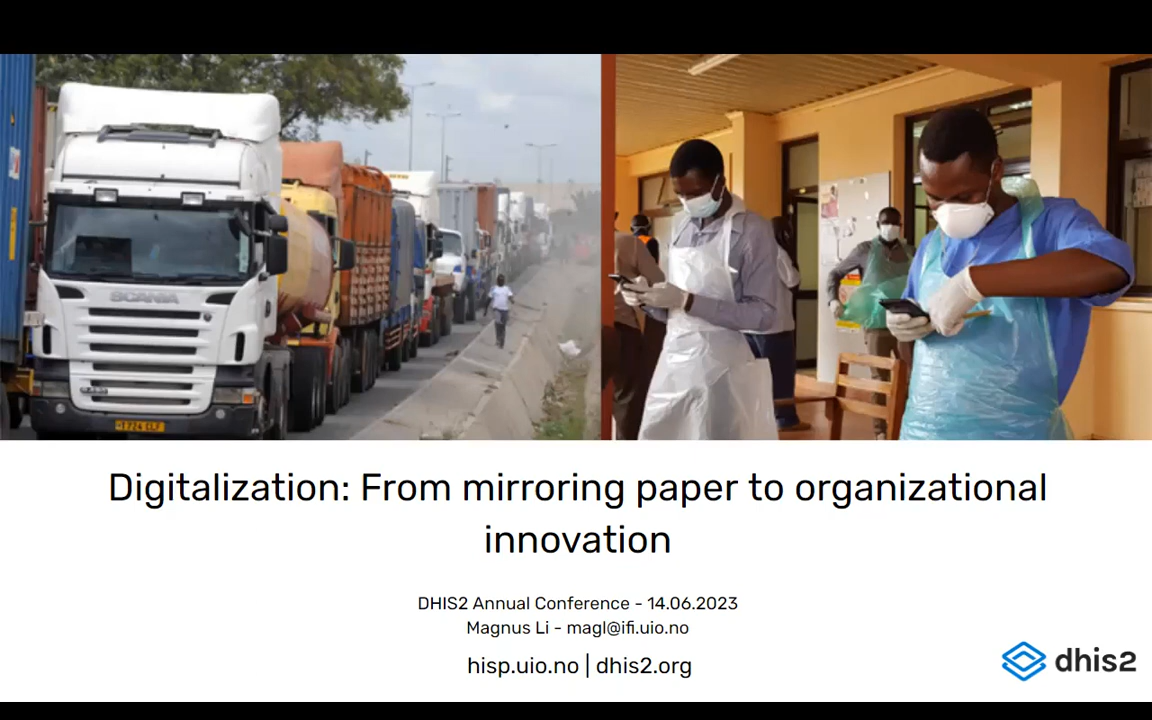 SCANIA
Digitalization: From mirroring paper to organizational
innovation
DHIS2 Annual Conference - 14.06.2023
Magnus Li - magl@ifi.uio.no
hisp.uio.no | dhis2.org
dhis2